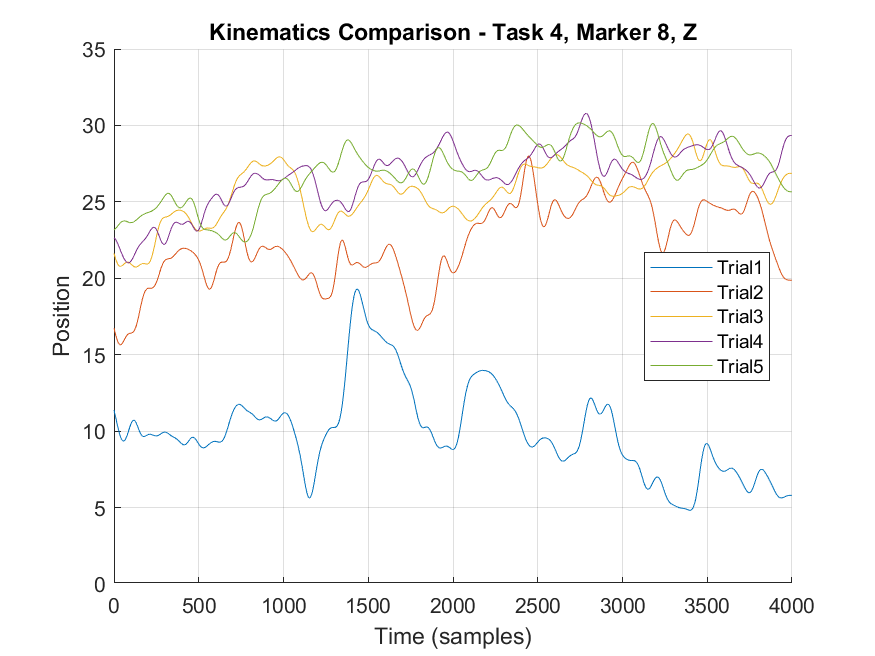 Kinematics Comparison - Task 4, Marker 8, Z
35
30
25
20
15
10
5
0
Position
Trial1
Trial2
Trial3
Trial4
Trial5
0 500 1000 1500 2000 2500 3000 3500 4000
Time (samples)